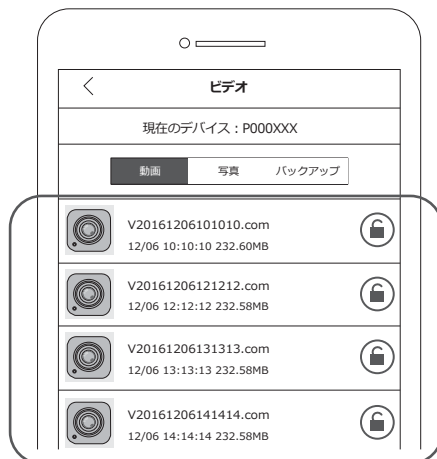 ビデオ
現在のデバイス：P000XXX
動画 写真 バックアップ
V20161206101010.com
12/06 10:10:10 232.60MB
V20161206121212.com
12/06 12:12:12 232.58MB
V20161206131313.com
12/06 13:13:13 232.58MB
V20161206141414.com
12/06 14:14:14 232.58MB